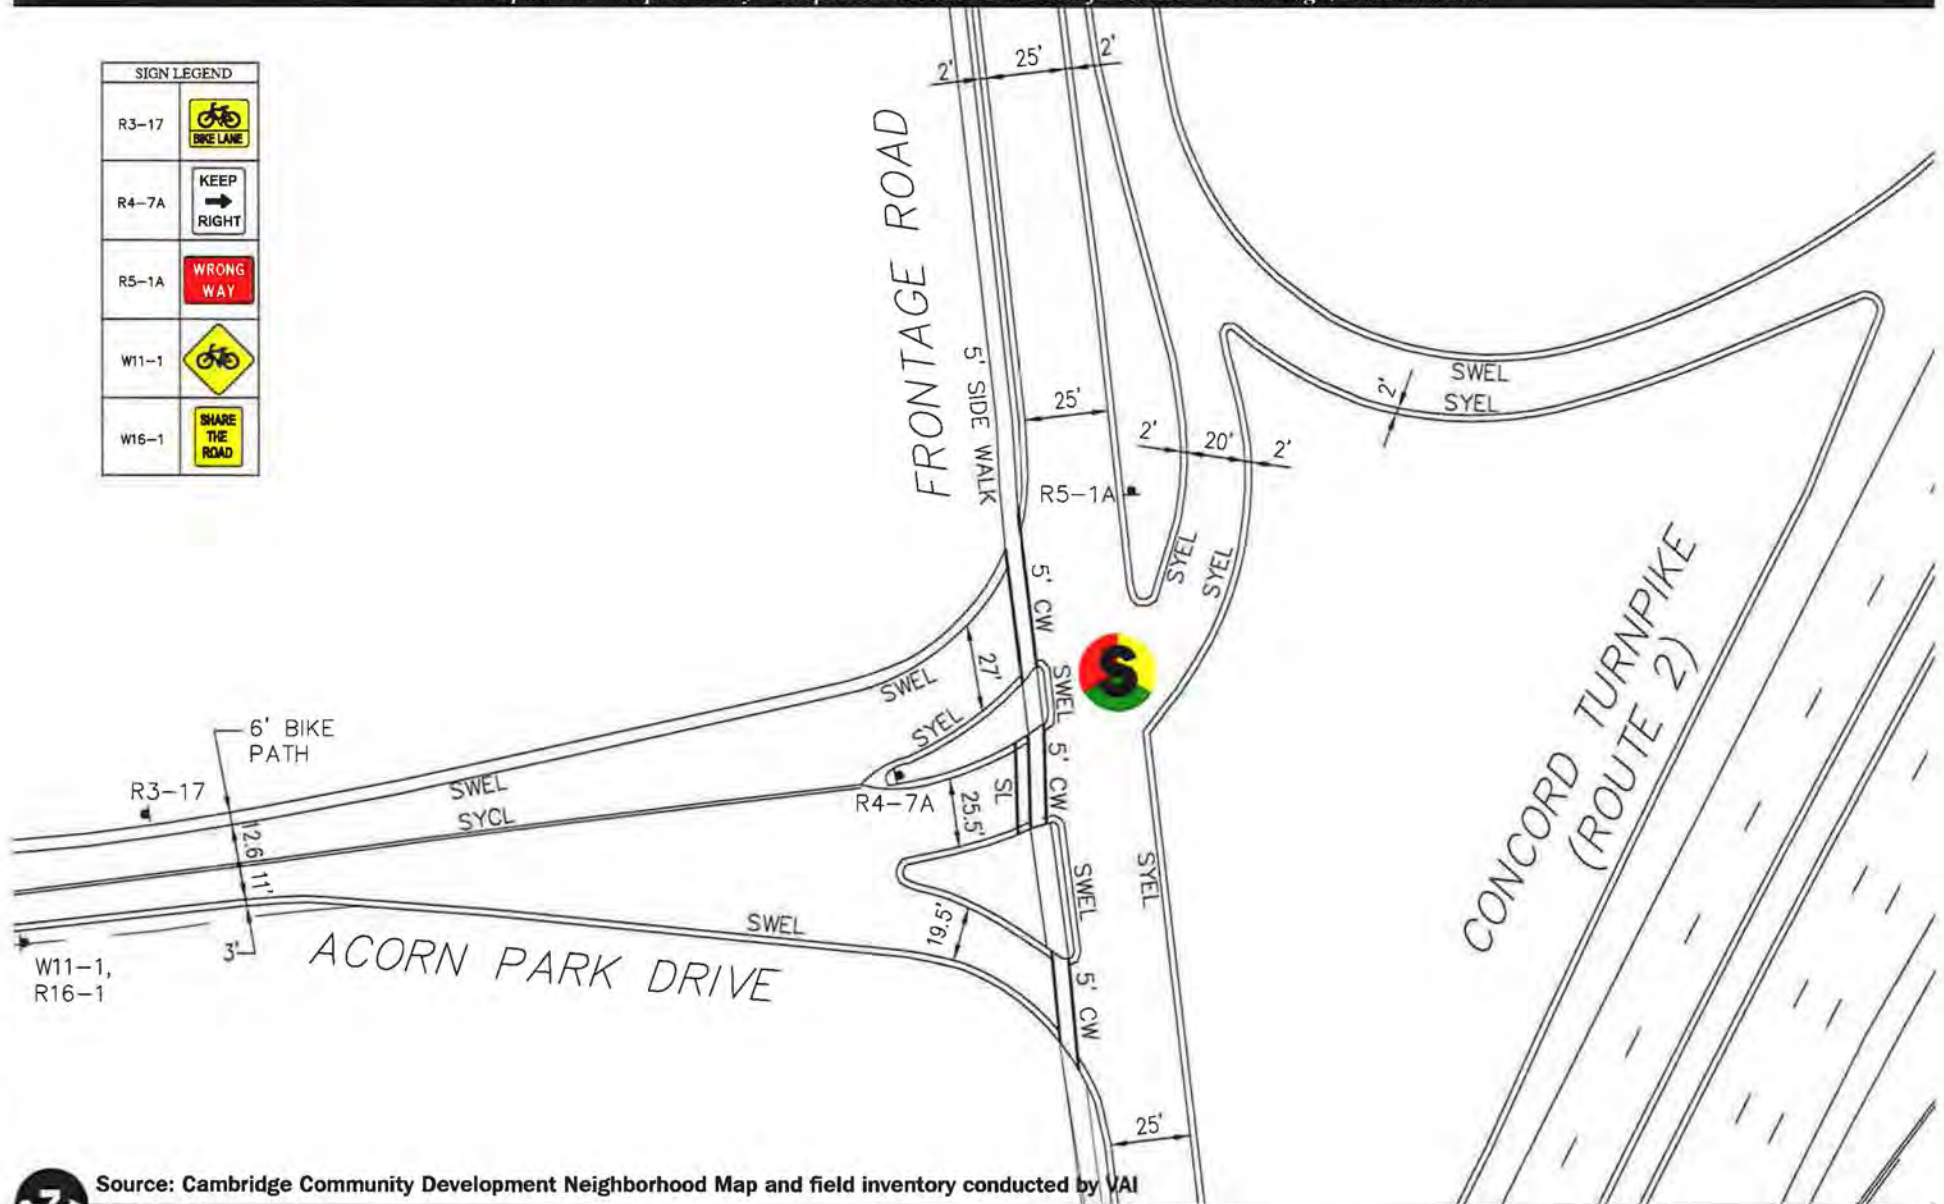 SIGN LEGEND
R3-17
BIKE LANE
R4-7A
KEEP
RIGHT
R5-1A
WRONG
WAY
W11-1
W16-1
SHARE
THE
ROAD
2'
25'
2'
FRONTAGE ROAD
5' SIDE WALK
25'
2'
20'
2'
R5-1A
SYEL
SYEL
SWEL
SYEL
2'
5' CW
S
SWEL
27'
SWEL
SYEL
6' BIKE
PATH
R3-17
SWEL
SYCL
R4-7A
25.5'
SL
5' CW
12.6
11'
3'
SWEL
SYEL
SWEL
19.5'
5' CW
W11-1,
R16-1
ACORN PARK DRIVE
CONCORD TURNPIKE
(ROUTE 2)
25'
Source: Cambridge Community Development Neighborhood Map and field inventory conducted by VAI